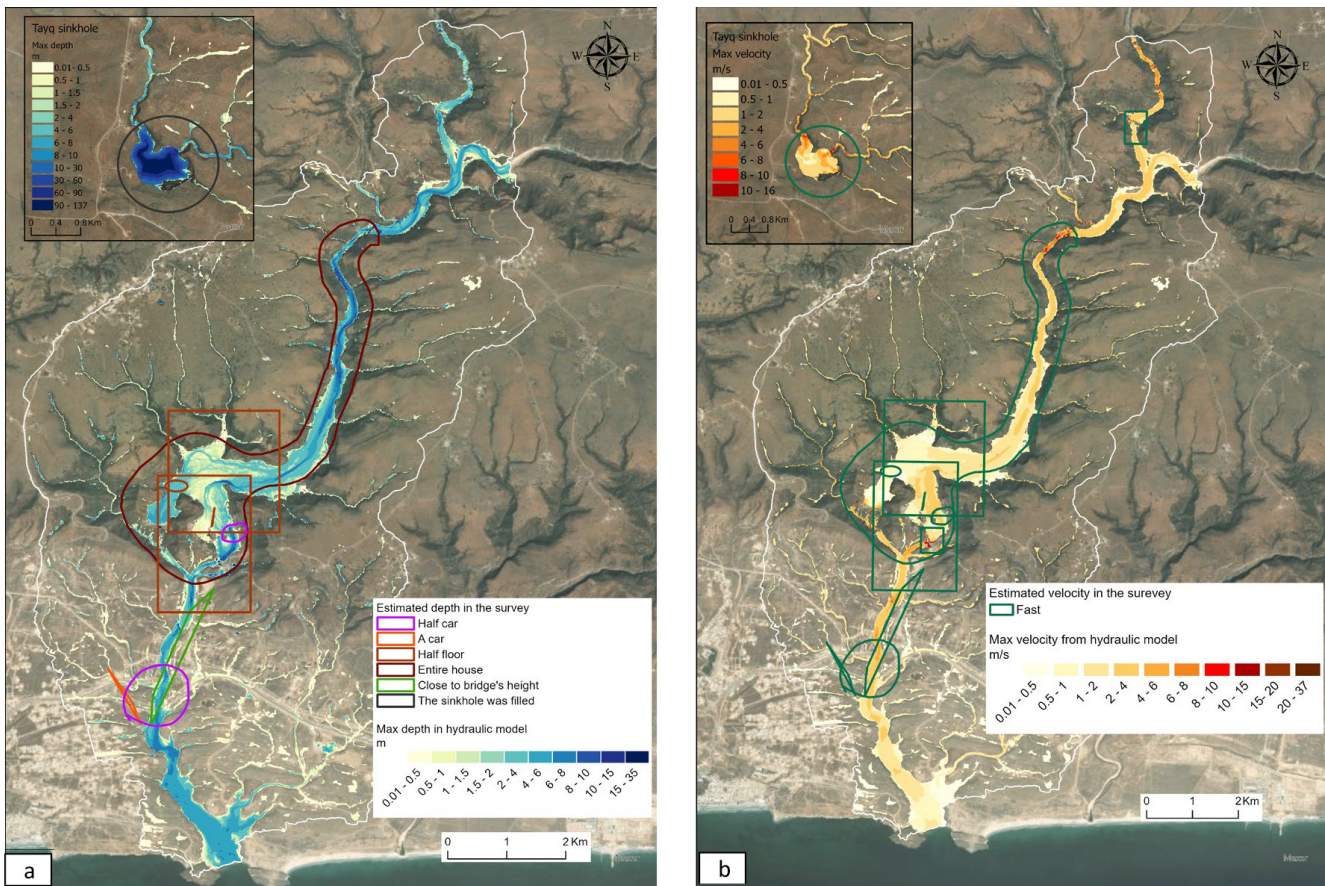 Tayq sinkhole
Max depth
m
0.01 - 0.5
0.5 - 1
1 - 1.5
1.5 - 2
2 - 4
4 - 6
6 - 8
8 - 10
10 - 30
30 - 60
60 - 90
90 - 137
0 0.4 0.8 Km
Maxar
N
W E
S
Estimated depth in the survey
Half car
A car
Half floor
Entire house
Close to bridge's height
The sinkhole was filled
Max depth in hydraulic model
m
0.01 - 0.5
0.5 - 1
1 - 1.5
1.5 - 2
2 - 4
4 - 6
6 - 8
8 - 10
10 - 15
15 - 35
0 1 2 Km
a
Tayq sinkhole
Max velocity
m/s
0.01 - 0.5
0.5 - 1
1 - 2
2 - 4
4 - 6
6 - 8
8 - 10
10 - 16
0 0.4 0.8 Km
Maxar
N
W E
S
Estimated velocity in the surevey
Fast
Max velocity from hydraulic model
m/s
0.01 - 0.5
0.5 - 1
1 - 2
2 - 4
4 - 6
6 - 8
8 - 10
10 - 15
15- 20
20 - 37
0 1 2 Km
Maxar
b